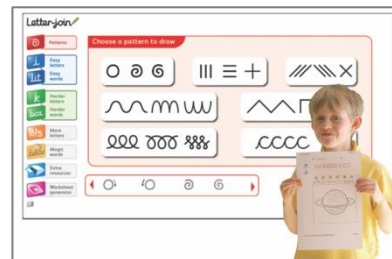 Letter-join
Patterns
Choose a pattern to draw
Easy
letters
Easy
words
Harder
letters
Harder
words
More
letters
Magic
words
Extra
resources
Worksheet
generator